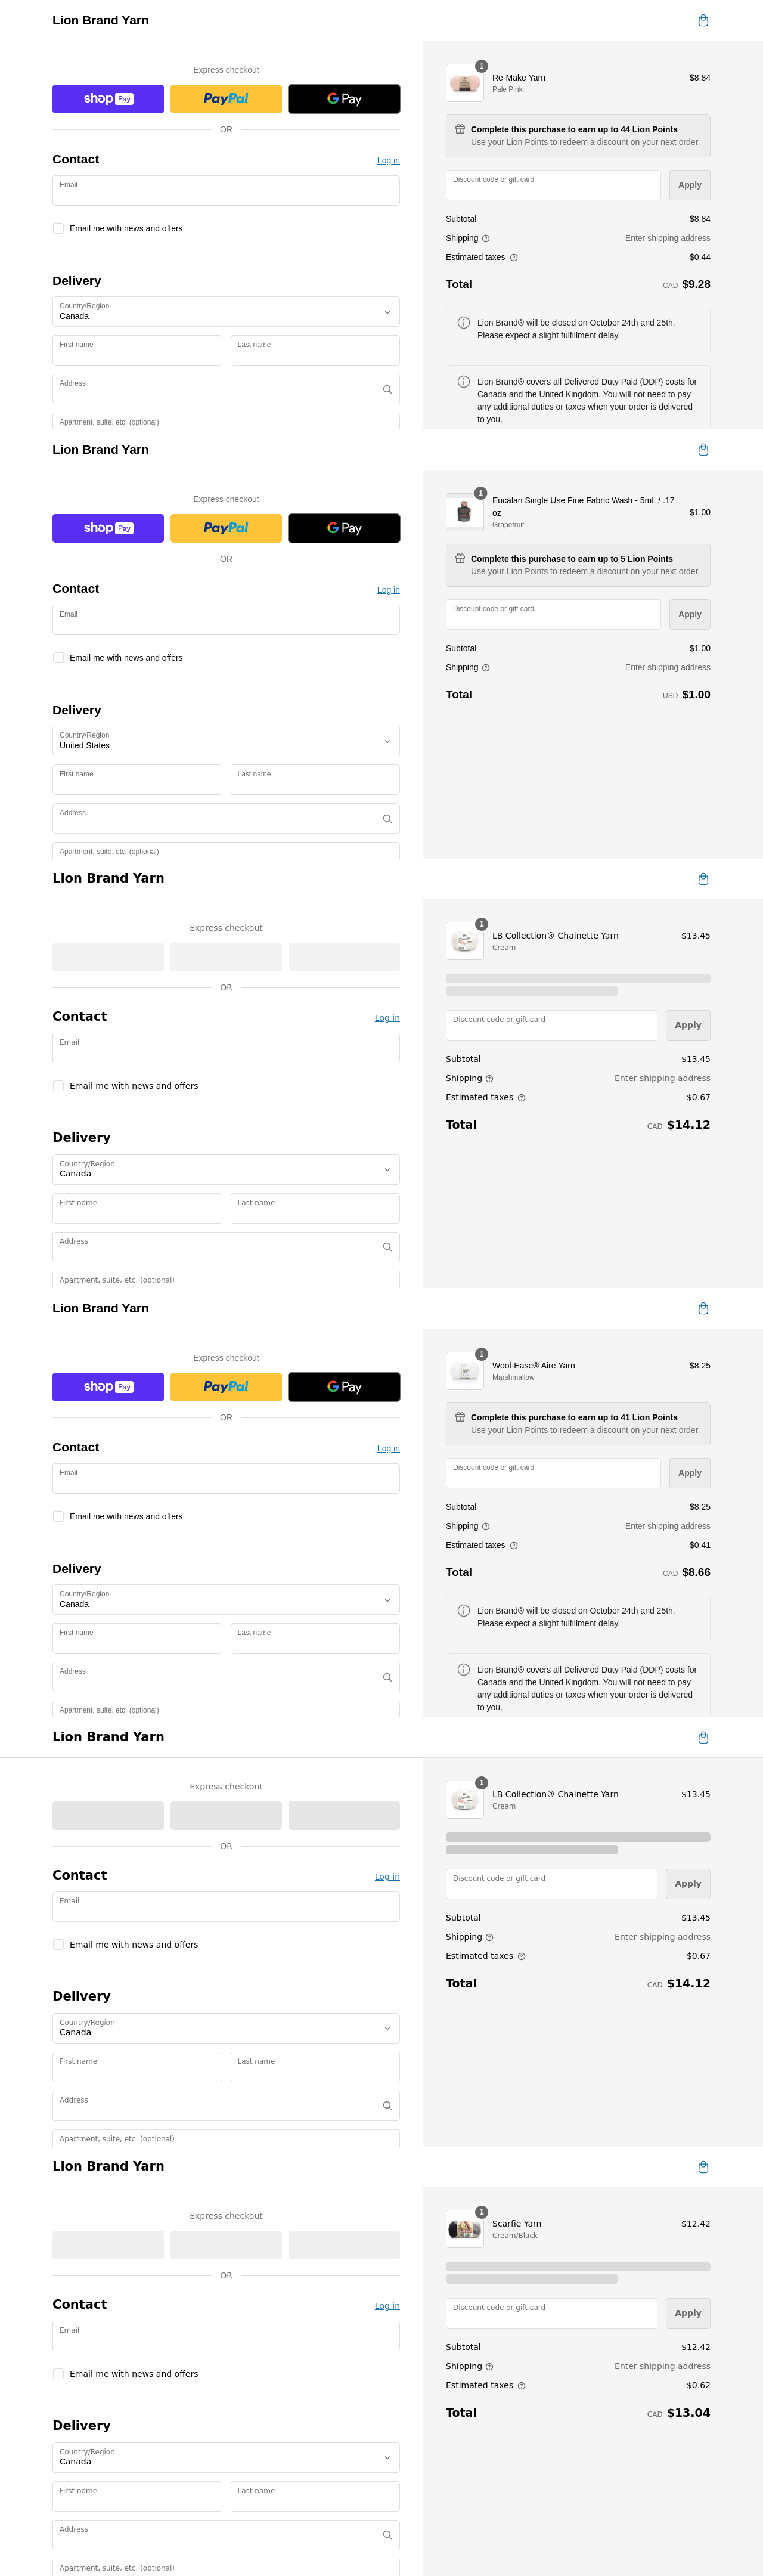 Lion Brand Yarn
Express checkout
shop Pay
PayPal
G Pay
OR
Contact
Log in
Email
Email me with news and offers
Delivery
Country/Region
Canada
First name
Last name
Address
Apartment, suite, etc. (optional)
1
Re-Make Yarn
$8.84
Pale Pink
Complete this purchase to earn up to 44 Lion Points
Use your Lion Points to redeem a discount on your next order.
Discount code or gift card
Apply
Subtotal
$8.84
Shipping
Enter shipping address
Estimated taxes
$0.44
Total
CAD $9.28
Lion Brand® will be closed on October 24th and 25th.
Please expect a slight fulfillment delay.
Lion Brand® covers all Delivered Duty Paid (DDP) costs for
Canada and the United Kingdom. You will not need to pay
any additional duties or taxes when your order is delivered
to you.
Lion Brand Yarn
Express checkout
shop Pay
PayPal
G Pay
OR
Contact
Log in
Email
Email me with news and offers
Delivery
Country/Region
United States
First name
Last name
Address
Apartment, suite, etc. (optional)
1
Eucalan Single Use Fine Fabric Wash - 5mL / .17
oz
$1.00
Grapefruit
Complete this purchase to earn up to 5 Lion Points
Use your Lion Points to redeem a discount on your next order.
Discount code or gift card
Apply
Subtotal
$1.00
Shipping
Enter shipping address
Total
USD $1.00
Lion Brand Yarn
Express checkout
OR
Contact
Log in
Email
Email me with news and offers
Delivery
Country/Region
Canada
First name
Last name
Address
Apartment, suite, etc. (optional)
1
LB Collection® Chainette Yarn
$13.45
Cream
Discount code or gift card
Apply
Subtotal
$13.45
Shipping
Enter shipping address
Estimated taxes
$0.67
Total
CAD $14.12
Lion Brand Yarn
Express checkout
shop Pay
PayPal
G Pay
OR
Contact
Log in
Email
Email me with news and offers
Delivery
Country/Region
Canada
First name
Last name
Address
Apartment, suite, etc. (optional)
1
Wool-Ease® Aire Yarn
$8.25
Marshmallow
Complete this purchase to earn up to 41 Lion Points
Use your Lion Points to redeem a discount on your next order.
Discount code or gift card
Apply
Subtotal
$8.25
Shipping
Enter shipping address
Estimated taxes
$0.41
Total
CAD $8.66
Lion Brand® will be closed on October 24th and 25th.
Please expect a slight fulfillment delay.
Lion Brand® covers all Delivered Duty Paid (DDP) costs for
Canada and the United Kingdom. You will not need to pay
any additional duties or taxes when your order is delivered
to you.
Lion Brand Yarn
Express checkout
OR
Contact
Log in
Email
Email me with news and offers
Delivery
Country/Region
Canada
First name
Last name
Address
Apartment, suite, etc. (optional)
1
LB Collection® Chainette Yarn
$13.45
Cream
Discount code or gift card
Apply
Subtotal
$13.45
Shipping
Enter shipping address
Estimated taxes
$0.67
Total
CAD $14.12
Lion Brand Yarn
Express checkout
OR
Contact
Log in
Email
Email me with news and offers
Delivery
Country/Region
Canada
First name
Last name
Address
Apartment, suite, etc. (optional)
1
Scarfie Yarn
$12.42
Cream/Black
Discount code or gift card
Apply
Subtotal
$12.42
Shipping
Enter shipping address
Estimated taxes
$0.62
Total
CAD $13.04